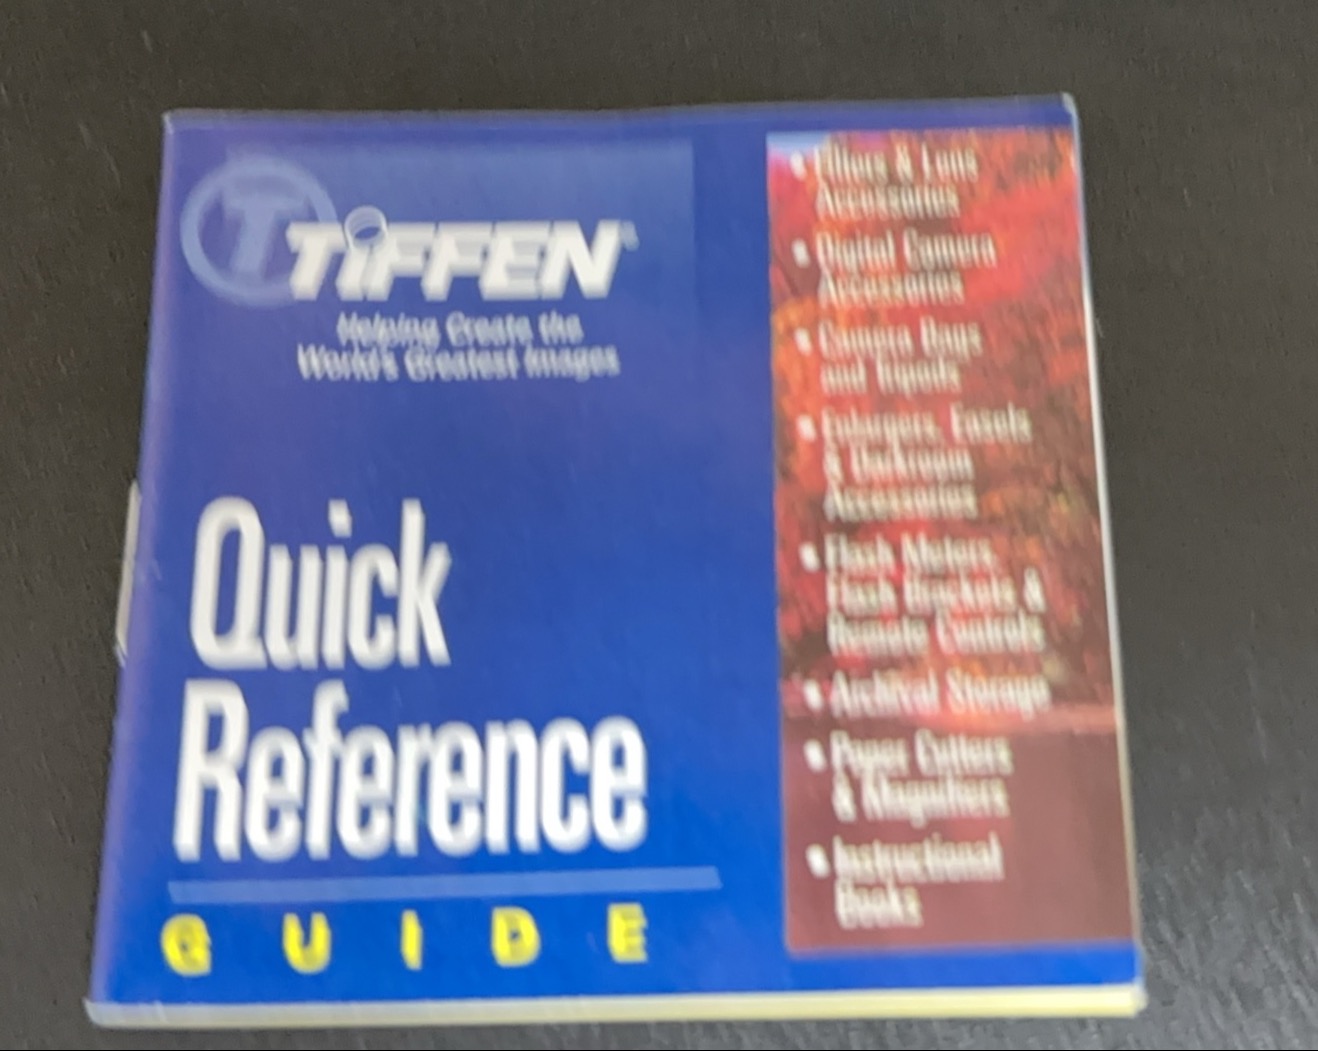 TiFFEN
Helping Create the
World's Greatest Images
Quick
Reference
GUIDE
• Filters & Lens
Accessories
• Digital Camera
Accessories
• Camera Bags
and Tripods
• Enlargers, Easels
& Darkroom
Accessories
• Flash Meters,
Flash Brackets &
Remote Controls
• Archival Storage
• Paper Cutters
& Magnifiers
• Instructional
Books